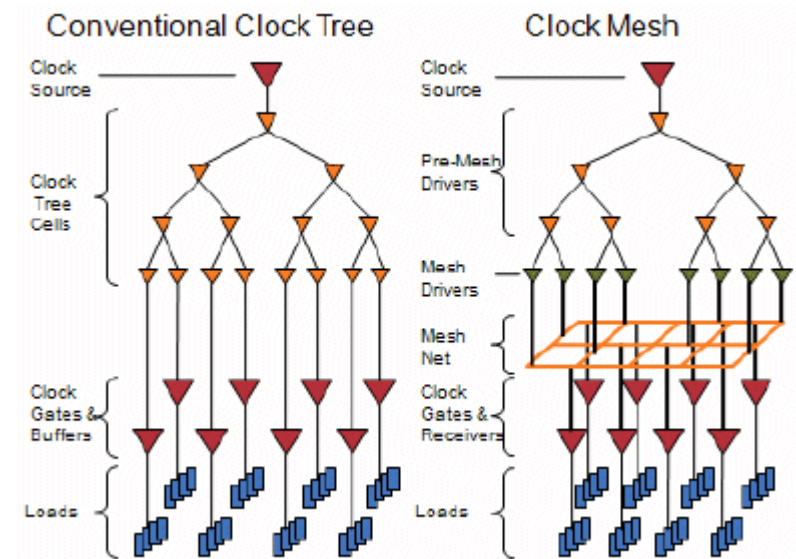 Conventional Clock Tree
Clock
Source
Clock
Tree
Cells
Clock
Gates &
Buffers
Loads
Clock Mesh
Clock
Source
Pre-Mesh
Drivers
Mesh
Drivers
Mesh
Net
Clock
Gates &
Receivers
Loads